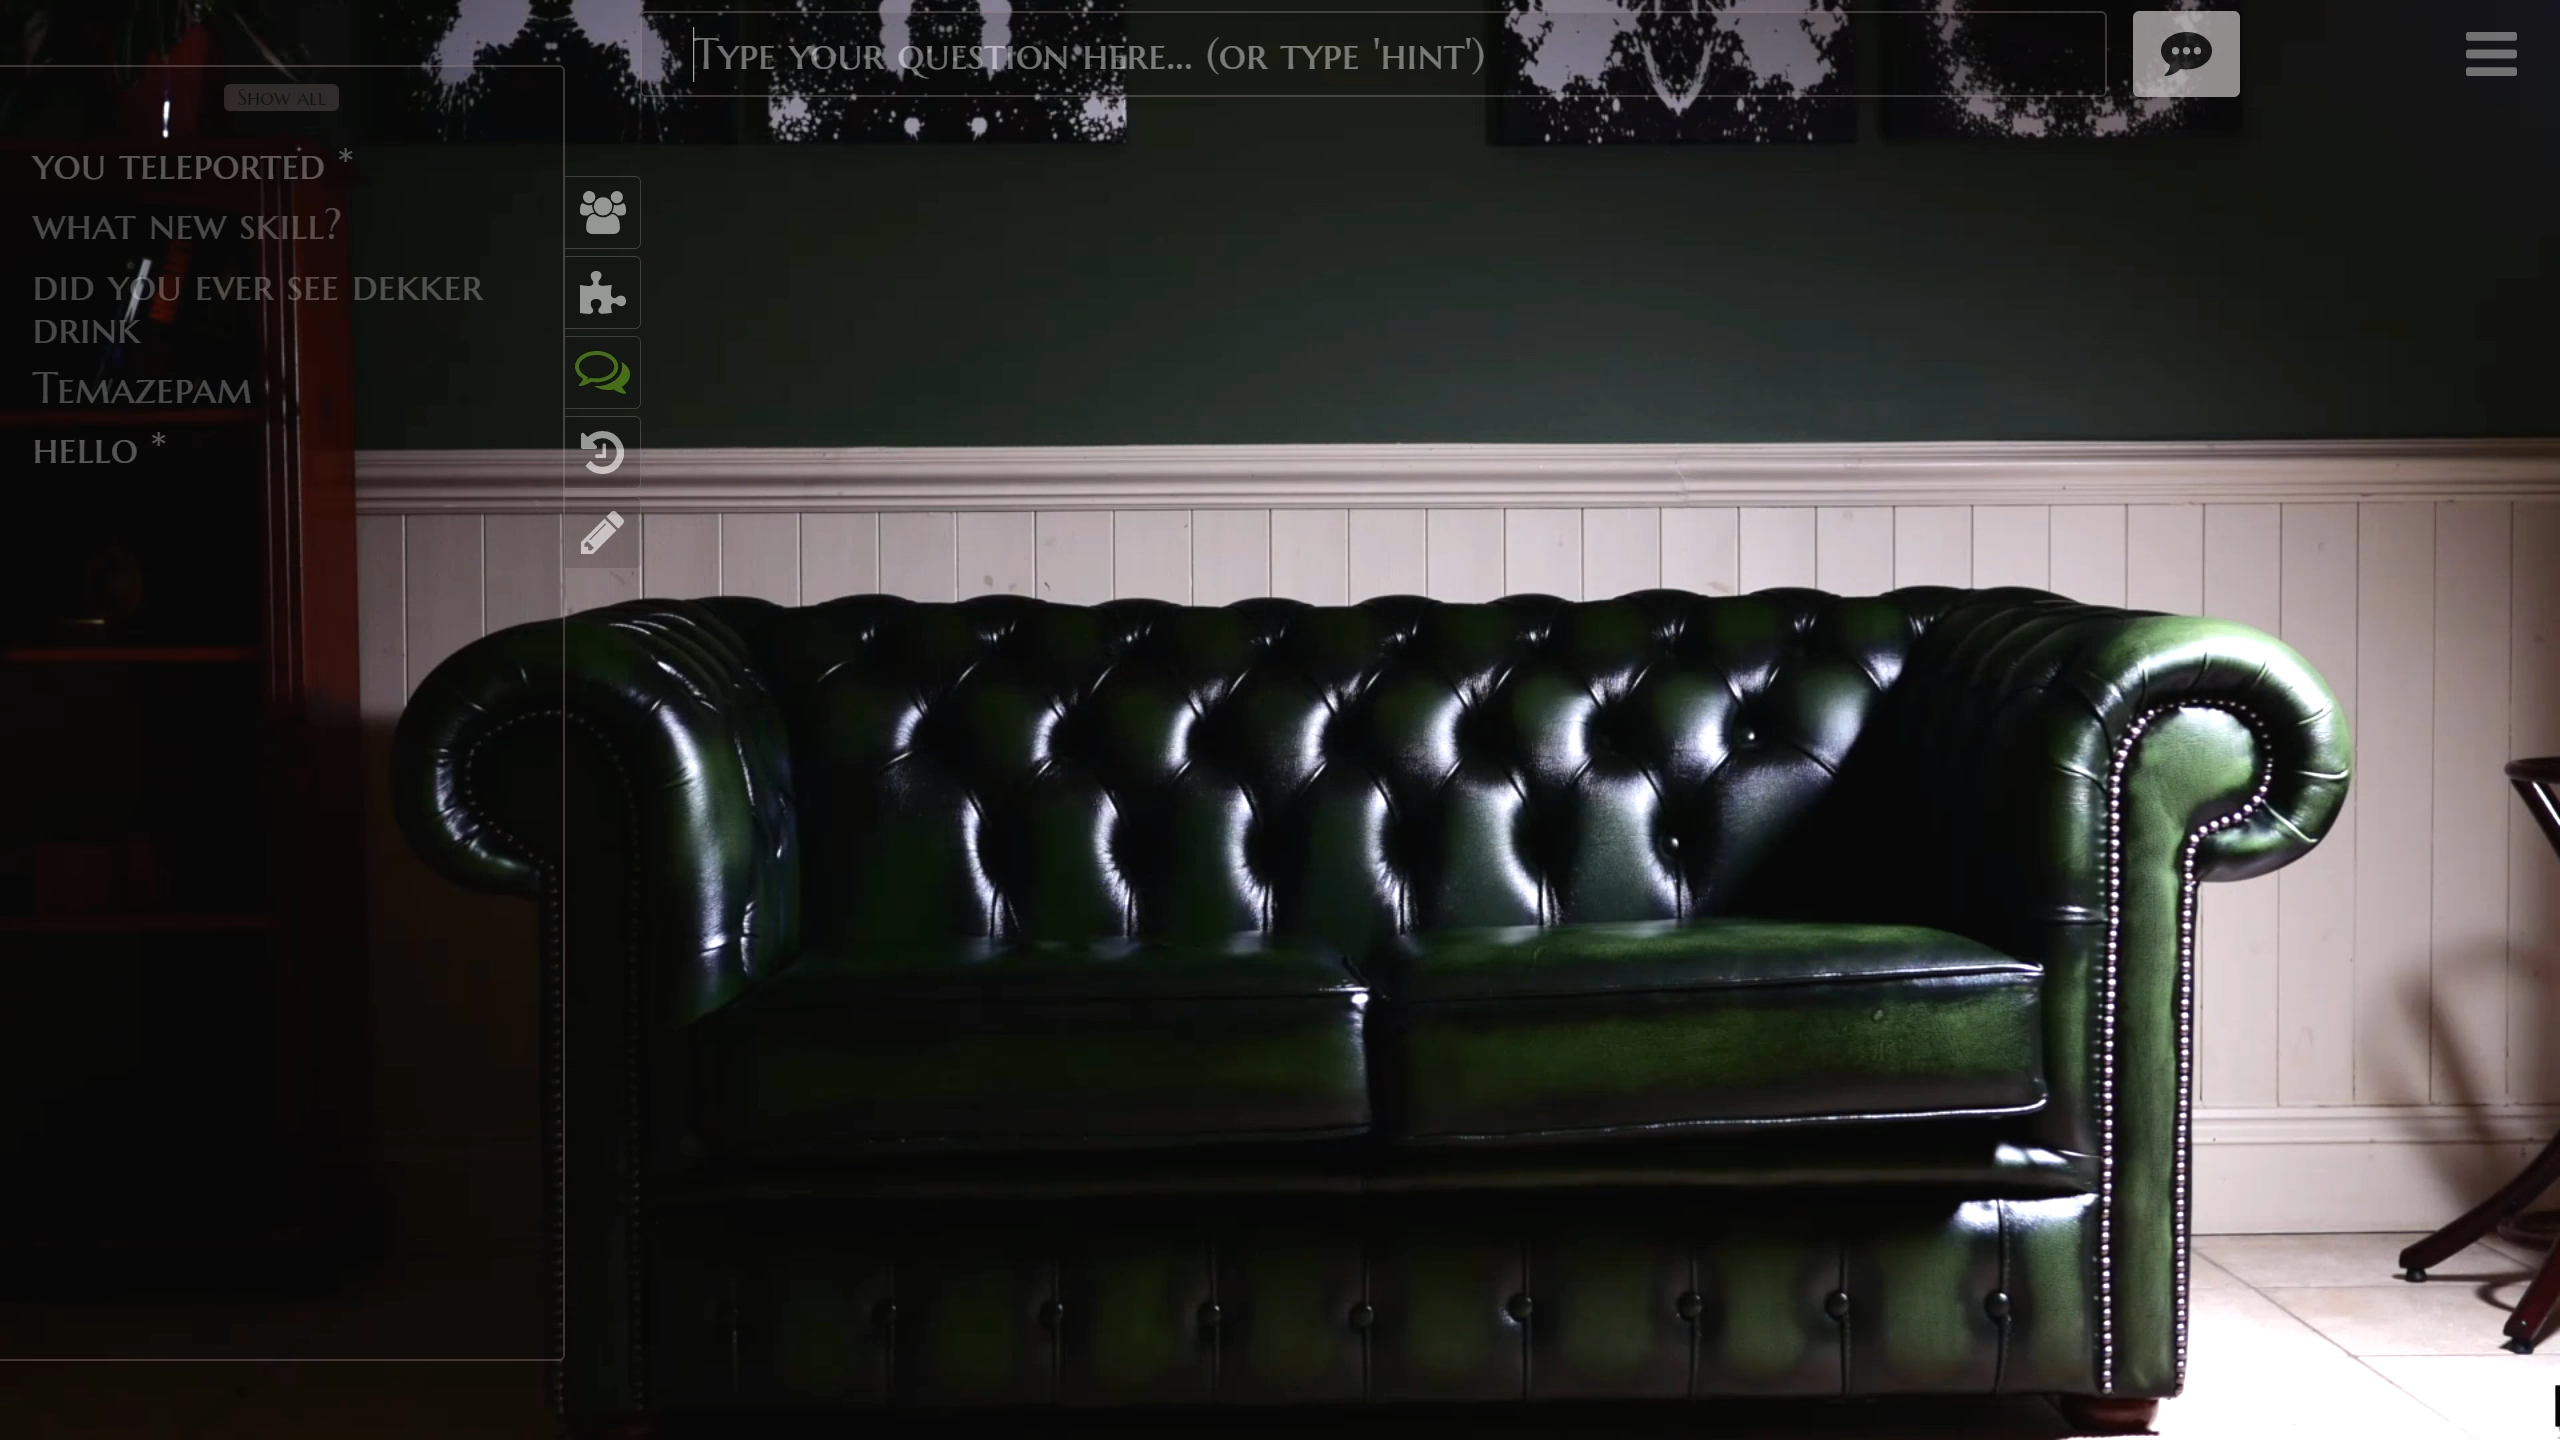 Type your question here... (or type 'hint')
Show all
you teleported *
what new skill?
did you ever see dekker
drink
Temazepam
hello *